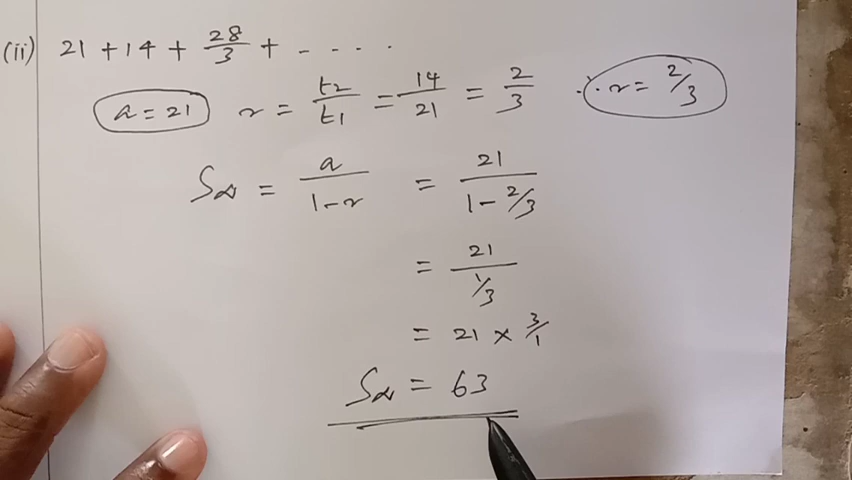 (ii) 21 + 14 + 28/3 + - - - - .
a = 21 r = t2/t1 = 14/21 = 2/3 ∴ r = 2/3
S∞ = a/1-r = 21/1-2/3
= 21/1/3
= 21 × 3/1
S∞ = 63